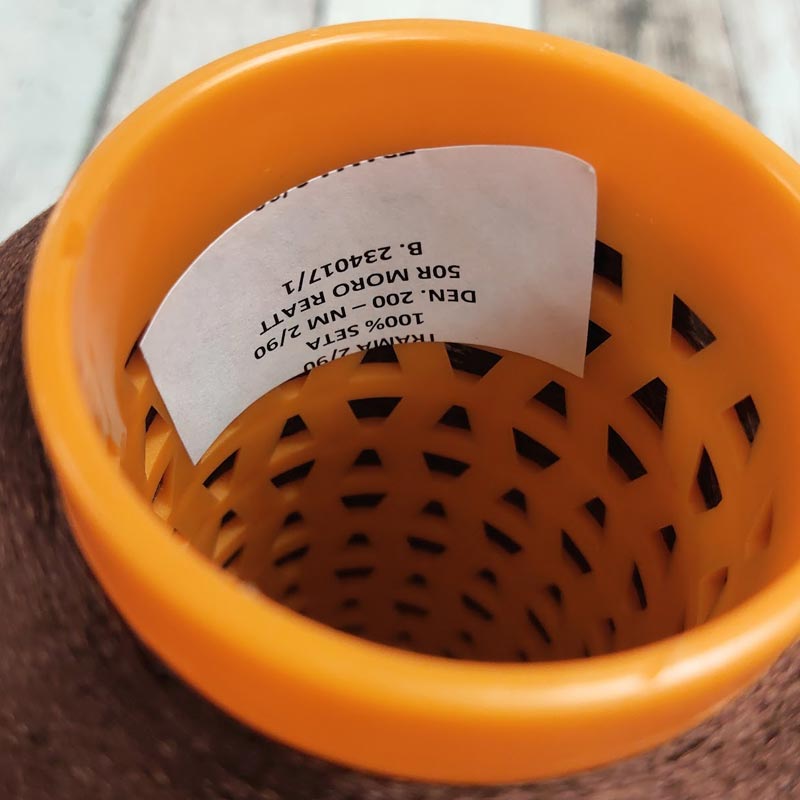 TRAMA 2/90
100% SETA
DEN. 200 – NM 2/90
50R MORO REATT
B. 234017/1